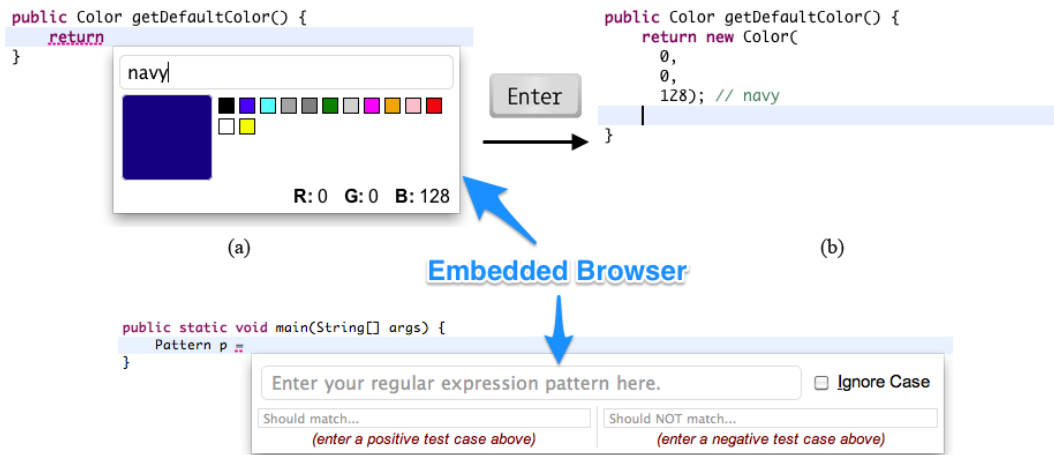 public Color getDefaultColor() {
return
}
navy
R: 0 G: 0 B: 128
(a)
Enter
public Color getDefaultColor() {
return new Color(
0,
0,
128); // navy
}
(b)
Embedded Browser
public static void main(String[] args) {
Pattern p =
}
Enter your regular expression pattern here.
Ignore Case
Should match...
Should NOT match...
(enter a positive test case above)
(enter a negative test case above)